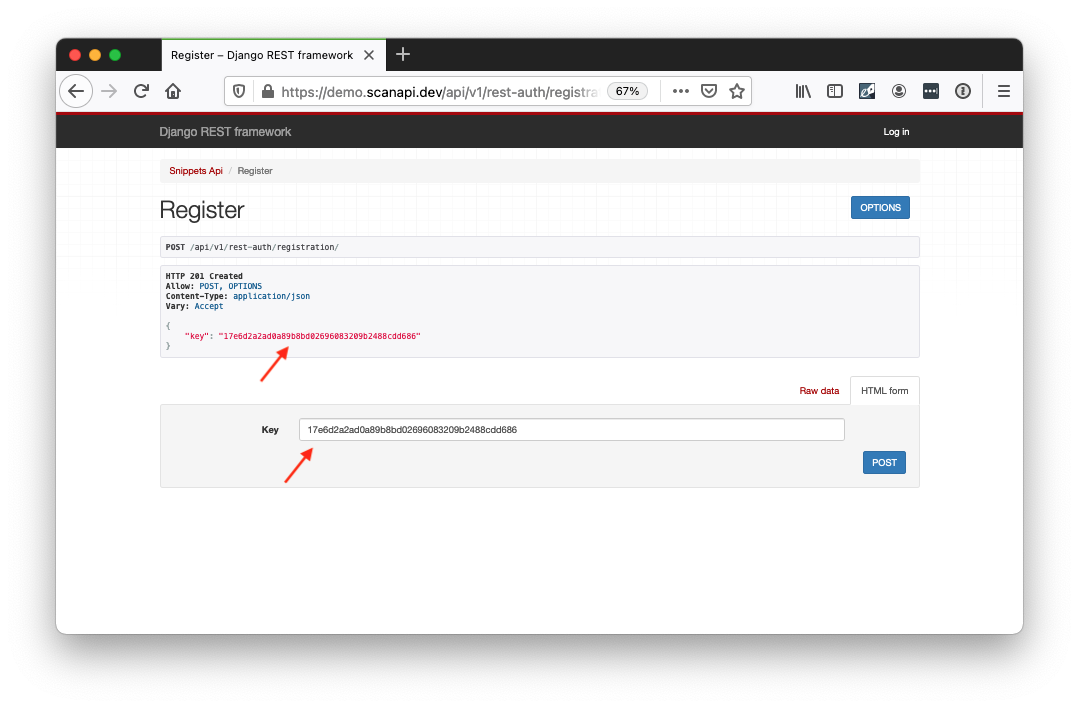 Register – Django REST framework
https://demo.scanapi.dev/api/v1/rest-auth/registra
67%
Django REST framework
Log in
Snippets Api / Register
Register
OPTIONS
POST /api/v1/rest-auth/registration/
HTTP 201 Created
Allow: POST, OPTIONS
Content-Type: application/json
Vary: Accept
{
"key": "17e6d2a2ad0a89b8bd02696083209b2488cdd686"
}
Raw data
HTML form
Key
17e6d2a2ad0a89b8bd02696083209b2488cdd686
POST